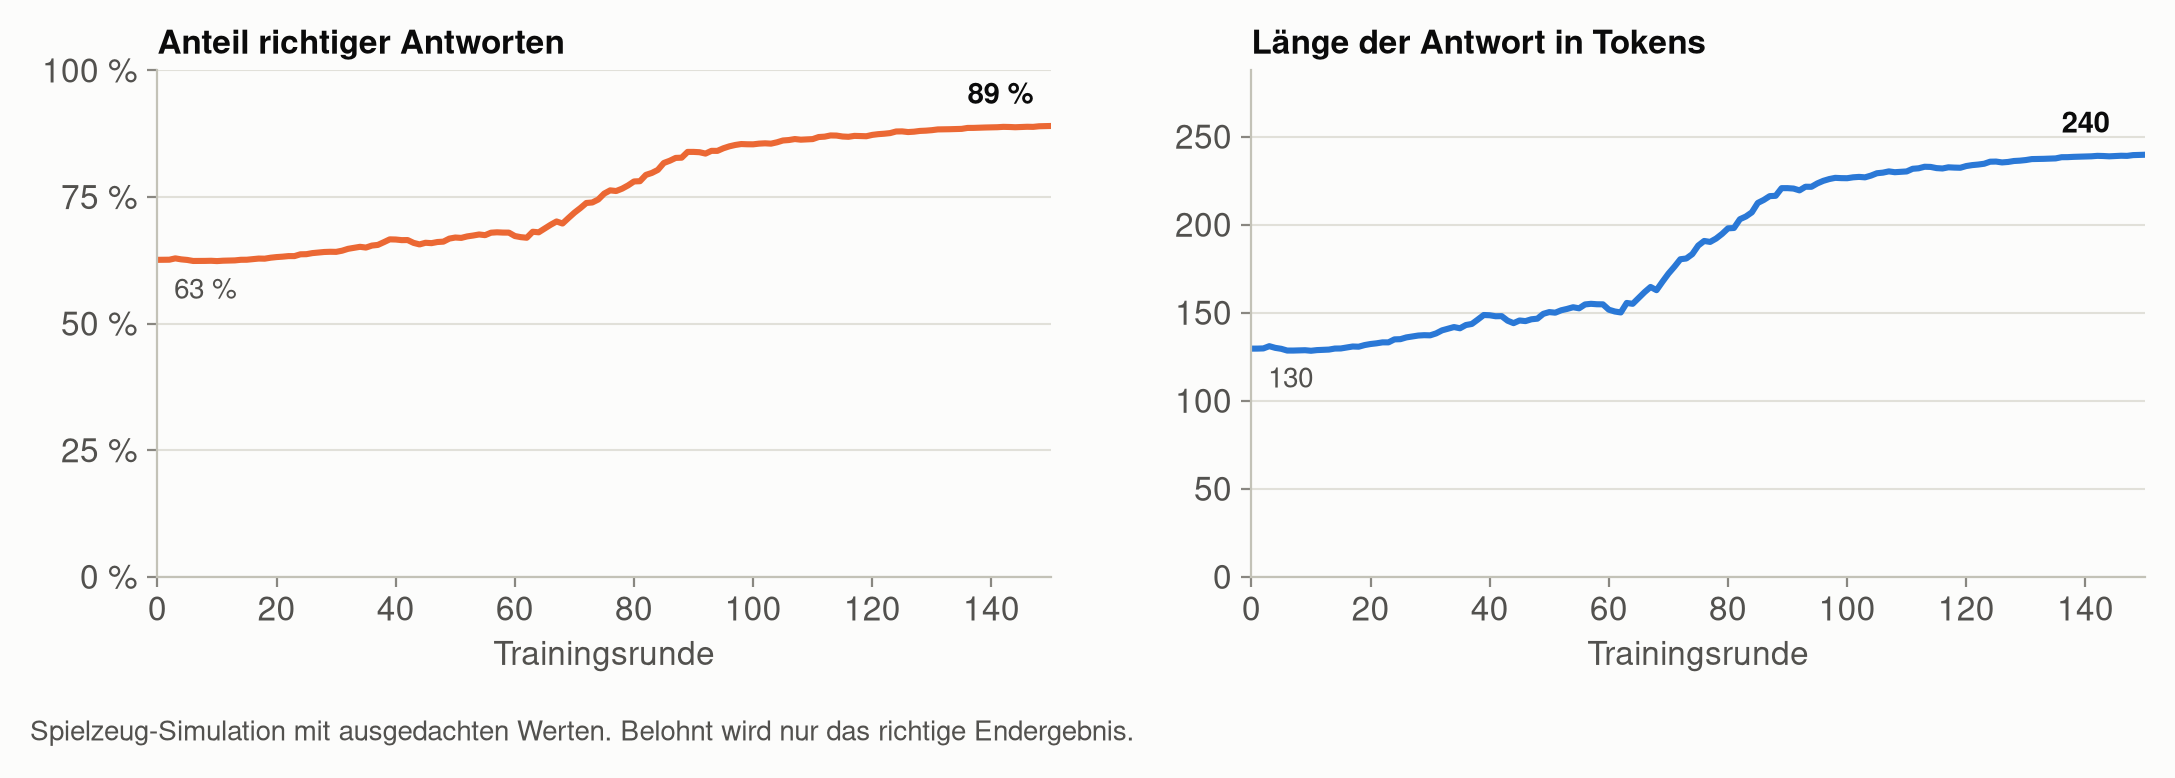 Anteil richtiger Antworten
100 %
75 %
50 %
25 %
0 %
89 %
63 %
0 20 40 60 80 100 120 140
Trainingsrunde
Länge der Antwort in Tokens
250
200
150
100
50
0
240
130
0 20 40 60 80 100 120 140
Trainingsrunde
Spielzeug-Simulation mit ausgedachten Werten. Belohnt wird nur das richtige Endergebnis.